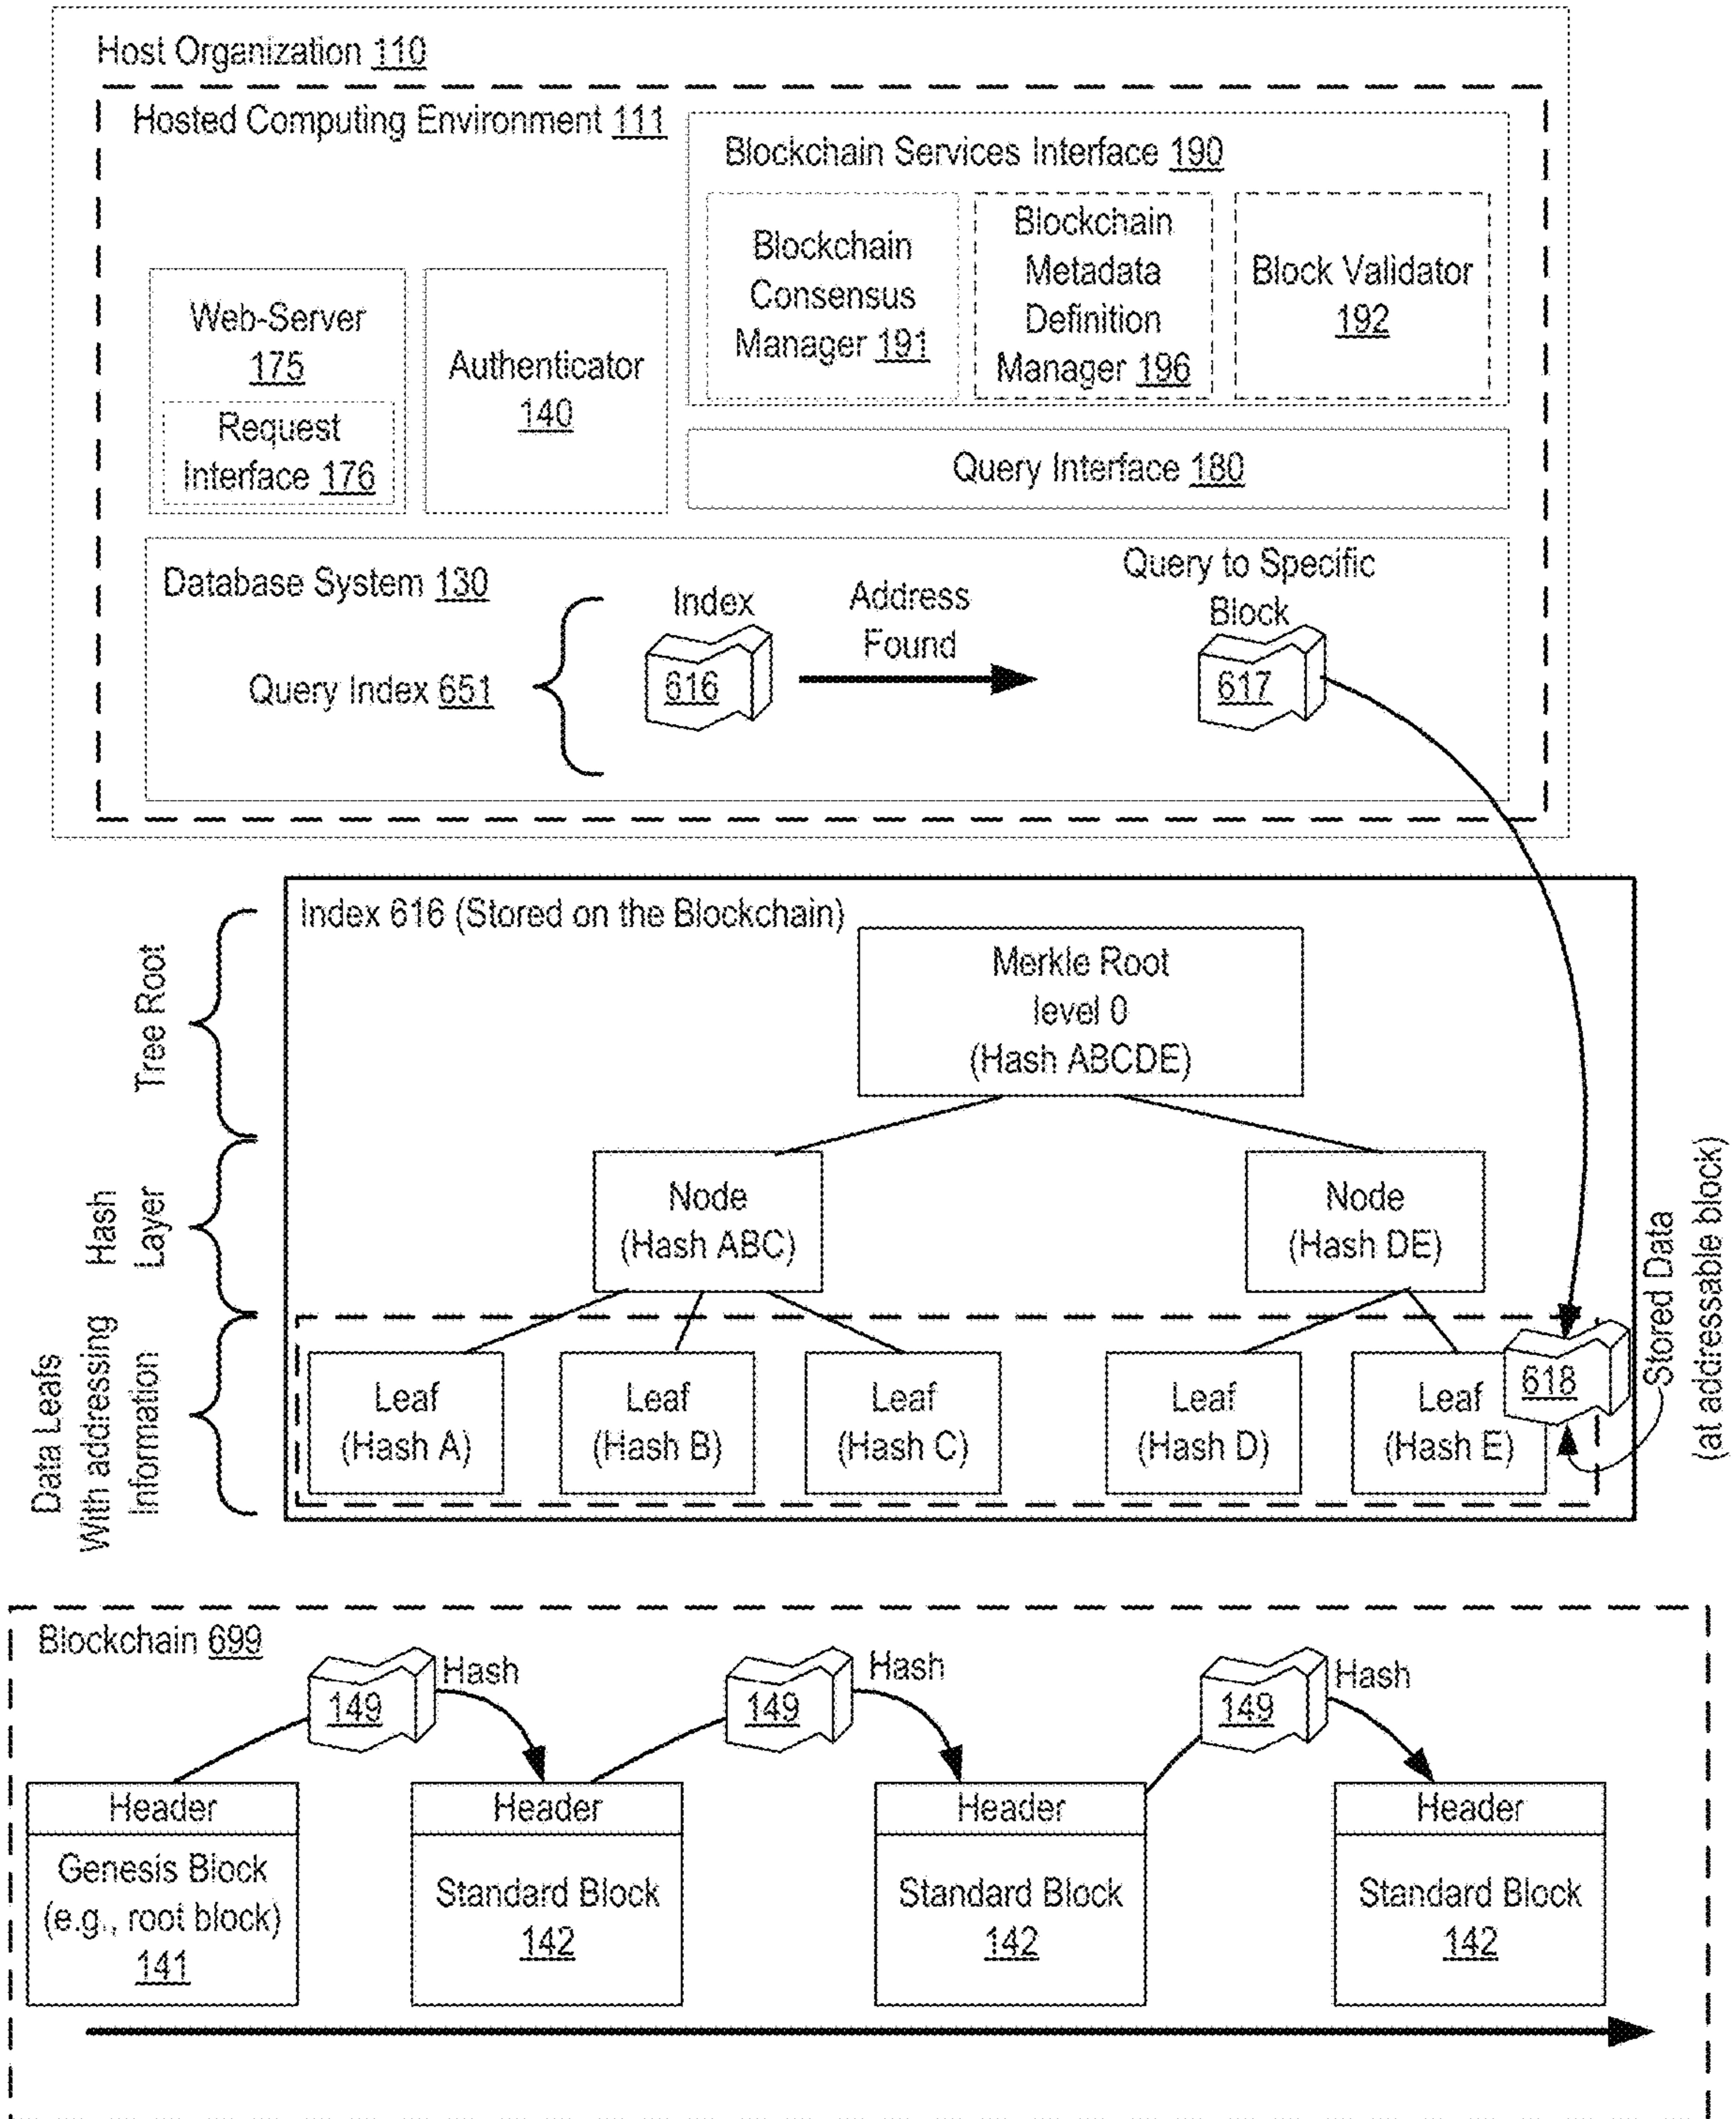 Host Organization 110
Hosted Computing Environment 111
Blockchain Services Interface 190
Blockchain
Consensus
Manager 191
Blockchain
Metadada
Definition
Manager 196
Block Validator
192
Web-Server
175
Request
Interface 176
Authenticator
140
Query Interface 180
Database System 130
Query Index 651
Index
616
Address
Found
Query to Specific
Block
617
Index 616 (Stored on the Blockchain)
Tree Root
Merkle Root
level 0
(Hash ABCDE)
Hash
Layer
Node
(Hash ABC)
Node
(Hash DE)
Data Leafs
With addressing
Information
Leaf
(Hash A)
Leaf
(Hash B)
Leaf
(Hash C)
Leaf
(Hash D)
Leaf
(Hash E)
618
Stored Data
(at addressable block)
Blockchain 699
149
Hash
149
Hash
149
Hash
Header
Genesis Block
(e.g., root block)
141
Header
Standard Block
142
Header
Standard Block
142
Header
Standard Block
142